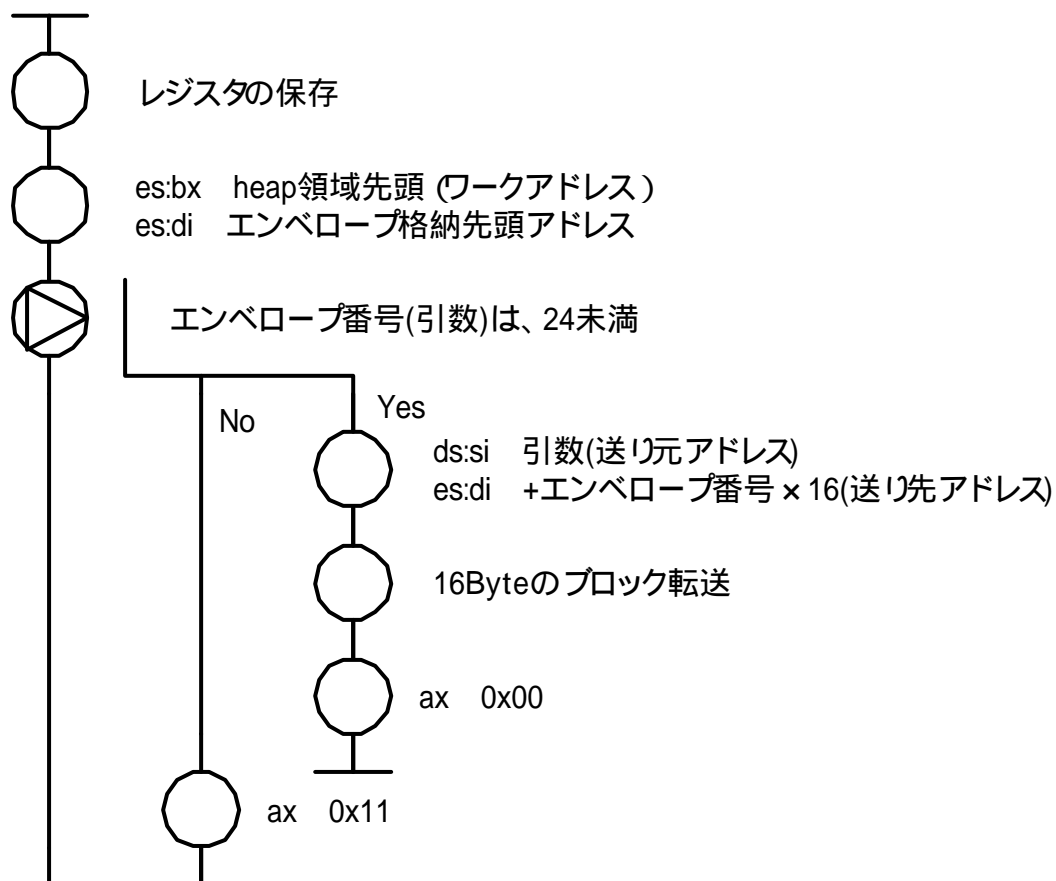 レジスタの保存
es:bx heap領域先頭 (ワークアドレス)
es:di エンベロープ格納先頭アドレス
エンベロープ番号(引数)は、24未満
No
Yes
ds:si 引数(送り元アドレス)
es:di +エンベロープ番号×16(送り先アドレス)
16Byteのブロック転送
ax 0x00
ax 0x11